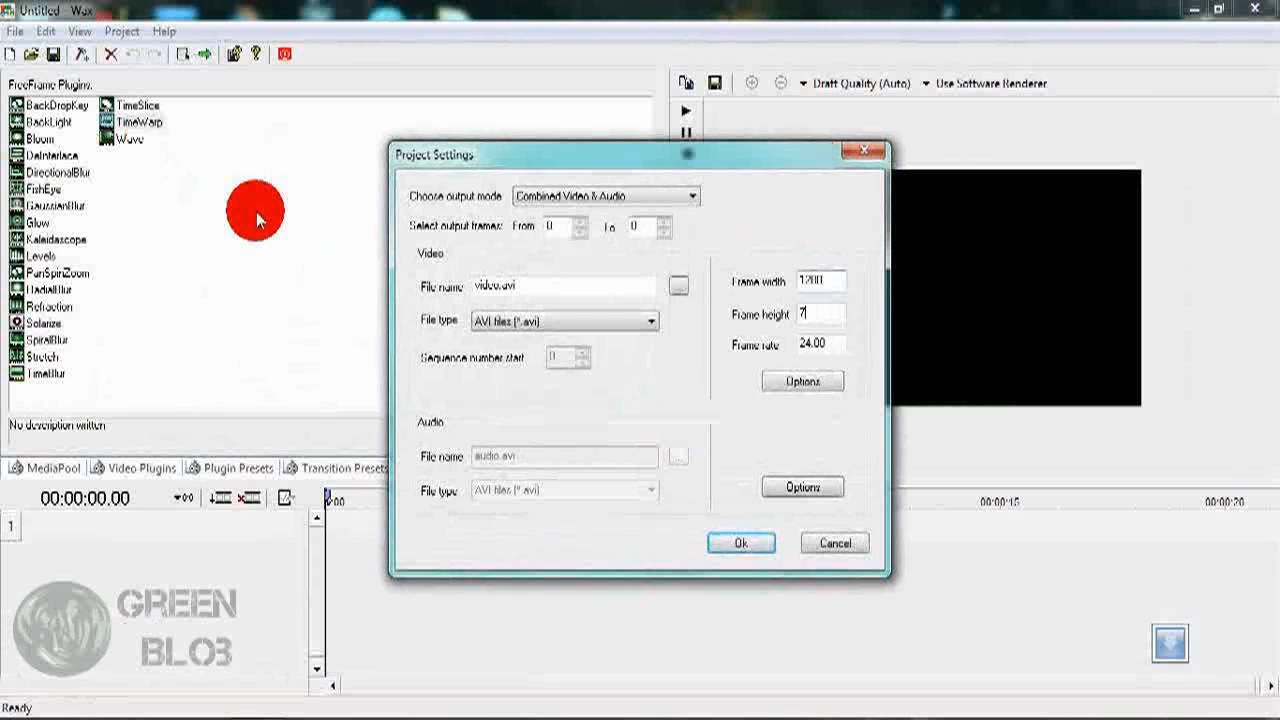 Untitled - Wax
File Edit View Project Help
FreeFrame Plugins:
BackDropKey
BackLight
Bloom
DeInterlace
DirectionalBlur
FishEye
GaussianBlur
Glow
Kaleidoscope
Levels
PanSpinZoom
RadialBlur
Refraction
Solarize
SpiralBlur
Stretch
TimeBlur
TimeSlice
TimeWarp
Wave
No description written
Draft Quality (Auto) Use Software Renderer
Project Settings
Choose output mode Combined Video & Audio
Select output frames: From 0 To 0
Video
File name video.avi
File type AVI files (*.avi)
Sequence number start 0
Frame width 1280
Frame height 7
Frame rate 24.00
Options
Audio
File name audio.avi
File type AVI files (*.avi)
Options
Ok Cancel
MediaPool Video Plugins Plugin Presets Transition Presets
00:00:00.00
:00 00:00:15 00:00:20
1
GREEN
BLOB
Ready